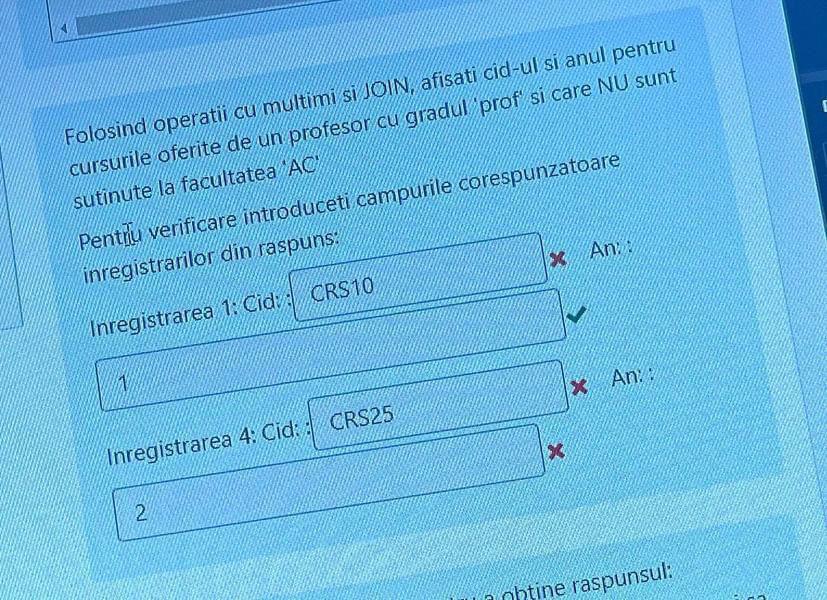 Folosind operatii cu multimi si JOIN, afisati cid-ul si anul pentru
cursurile oferite de un profesor cu gradul 'prof' si care NU sunt
sutinute la facultatea 'AC'
Pentru verificare introduceti campurile corespunzatoare
inregistrarilor din raspuns:
Inregistrarea 1: Cid: : CRS10 An: :
1
Inregistrarea 4: Cid: : CRS25 An: :
2
a obtine raspunsul: